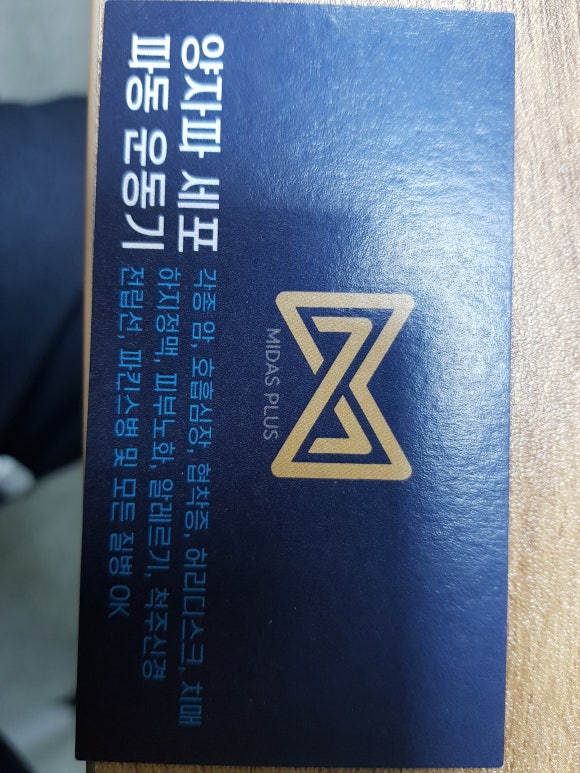 MIDAS PLUS
양자파 세포
파동 운동기
각종 암, 호흡심장, 협착증, 허리디스크, 치매
하지정맥, 피부노화, 알레르기, 척추신경
전립선, 파킨스병 및 모든 질병 OK